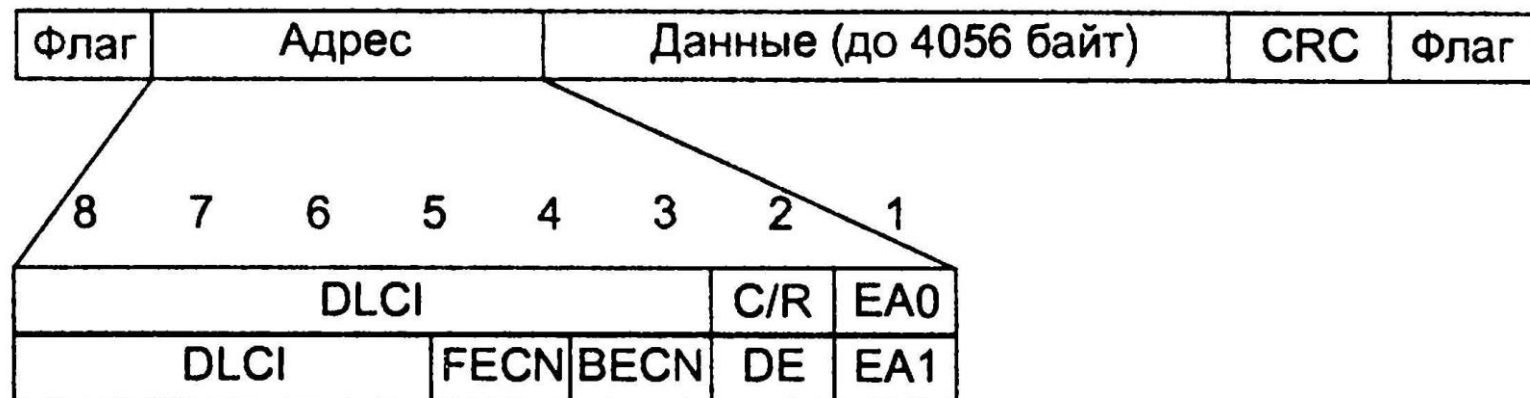 Флаг Адрес Данные (до 4056 байт) CRC Флаг
8 7 6 5 4 3 2 1
DLCI C/R EA0
DLCI FECN BECN DE EA1